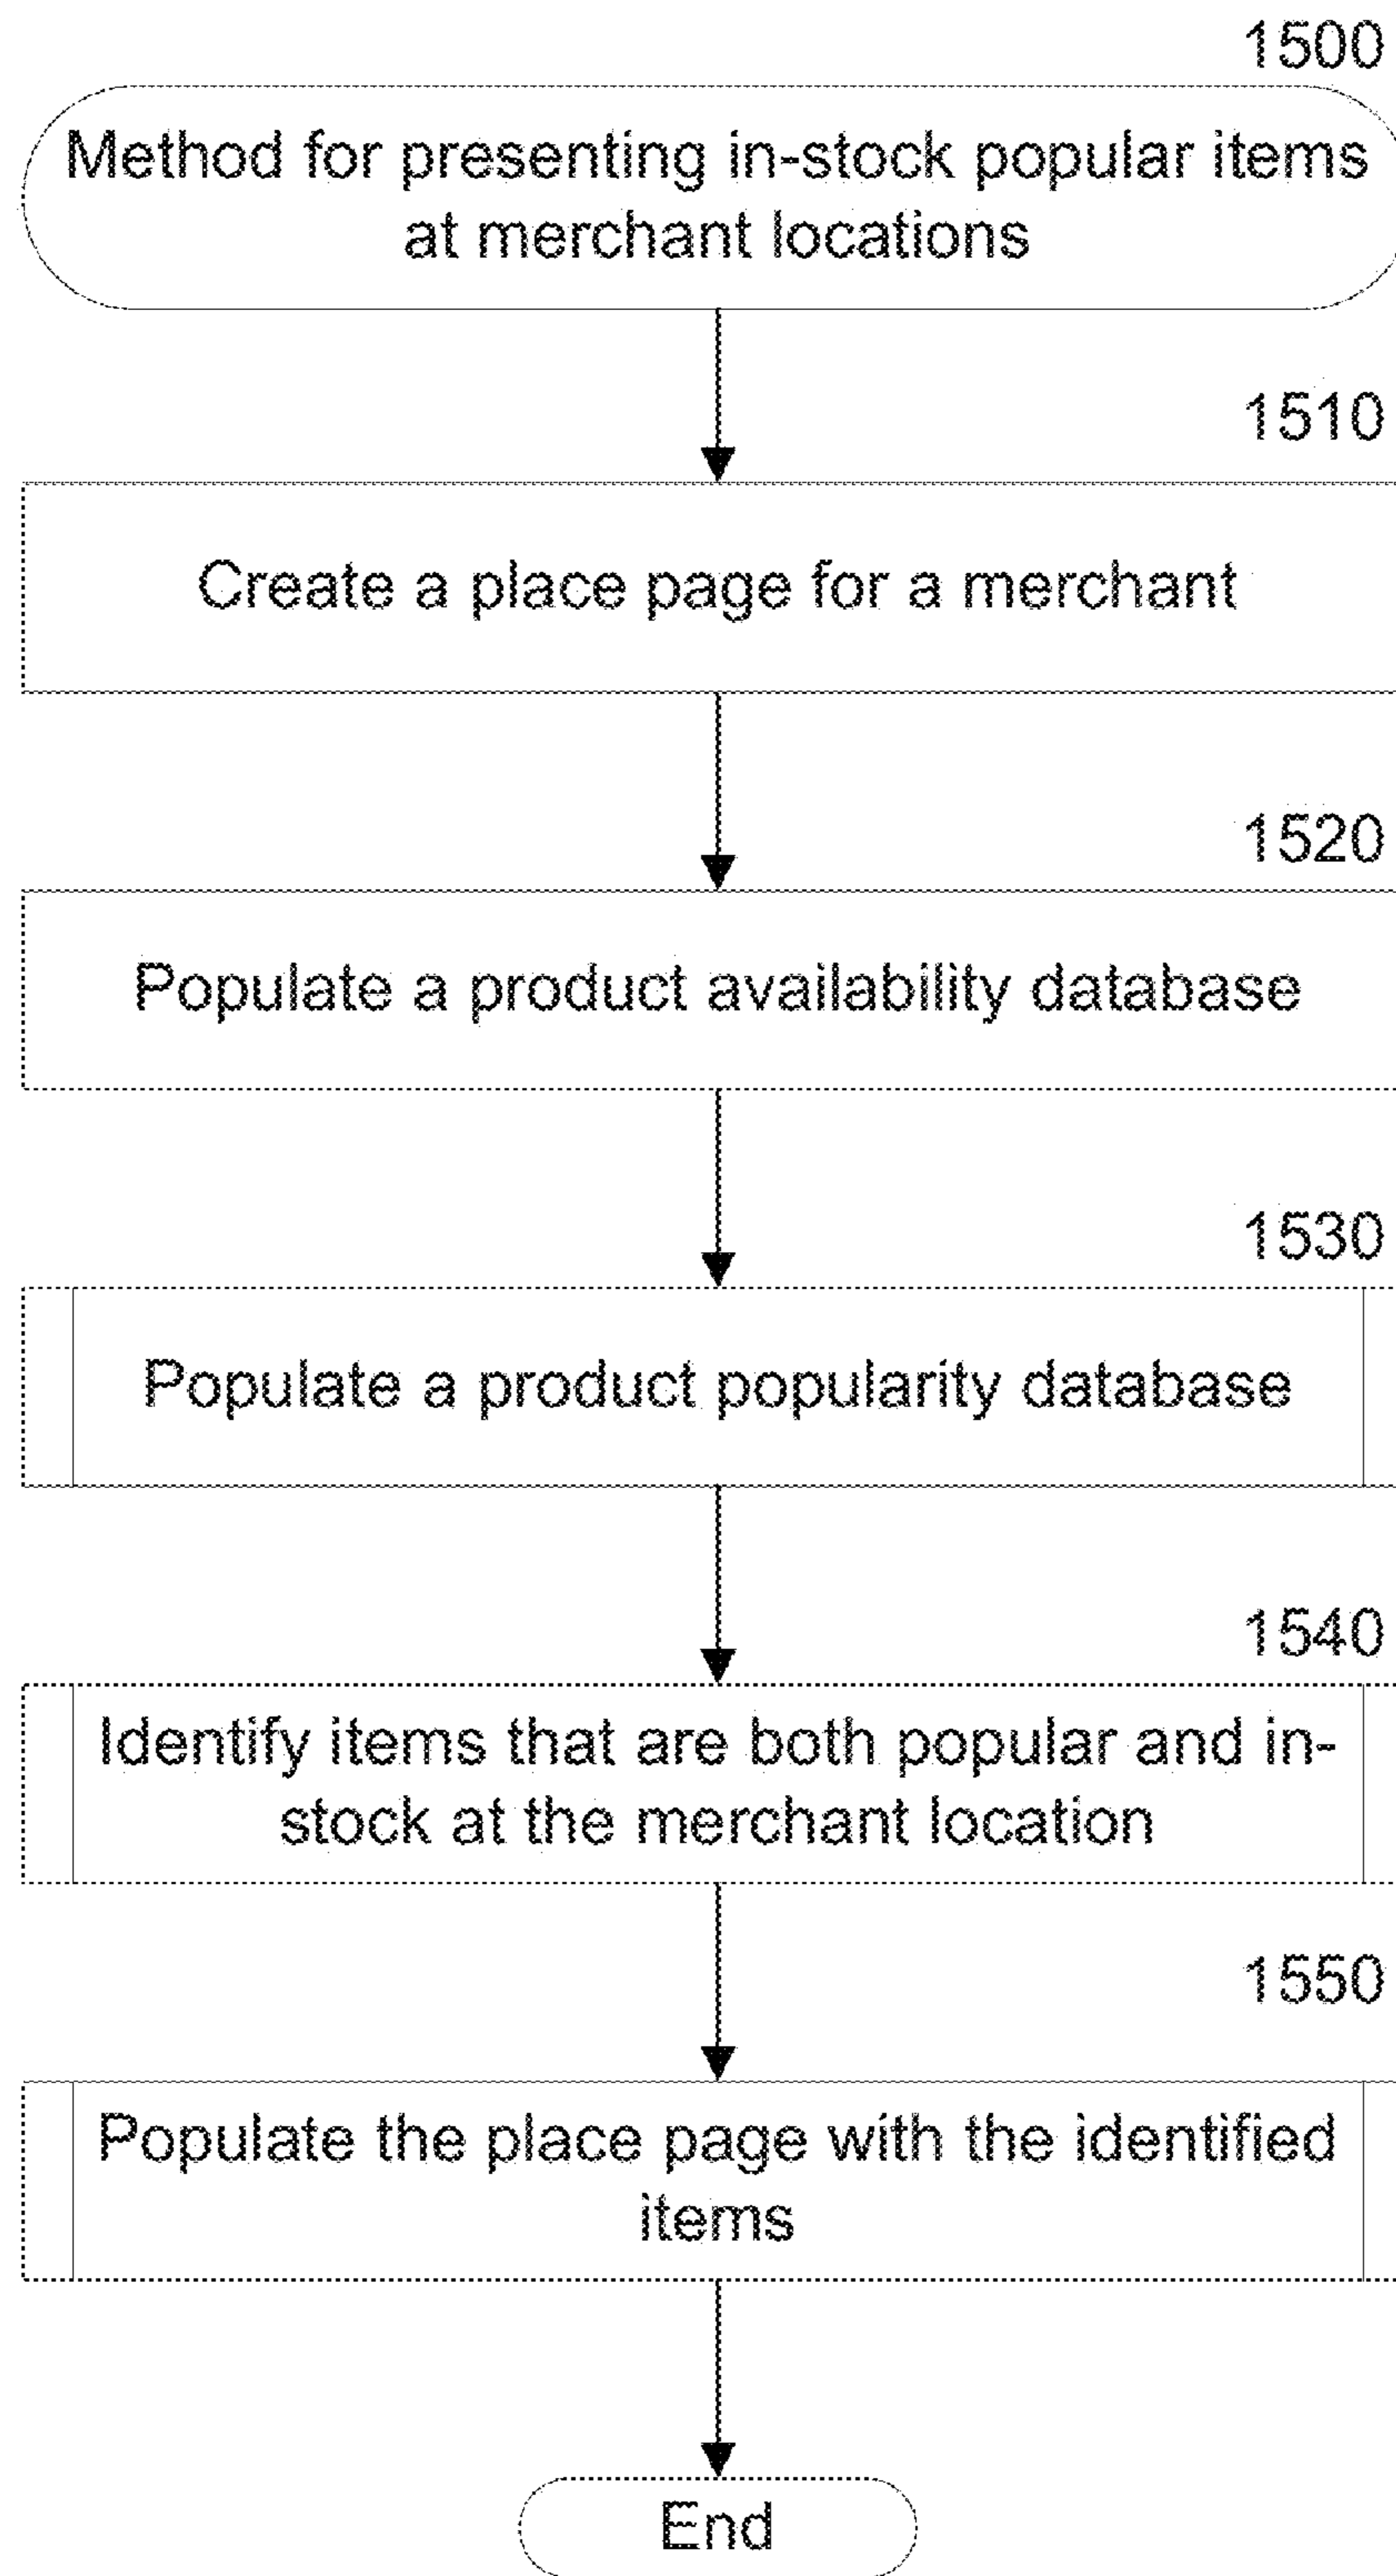 1500
Method for presenting in-stock popular items
at merchant locations
1510
Create a place page for a merchant
1520
Populate a product availability database
1530
Populate a product popularity database
1540
Identify items that are both popular and in-
stock at the merchant location
1550
Populate the place page with the identified
items
End